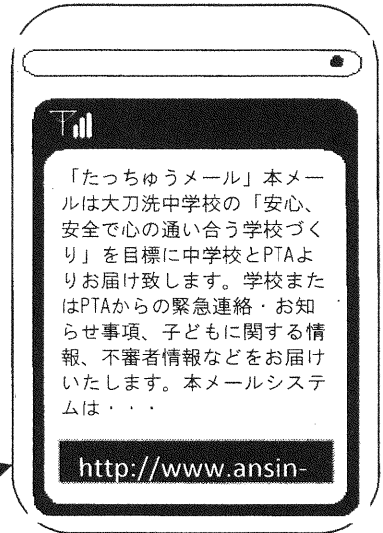 「たっちゅうメール」本メー
ルは大刀洗中学校の「安心、
安全で心の通い合う学校づく
り」を目標に中学校とPTAよ
りお届け致します。学校また
はPTAからの緊急連絡・お知
らせ事項、子どもに関する情
報、不審者情報などをお届け
いたします。本メールシステ
ムは・・・
http://www.ansin-